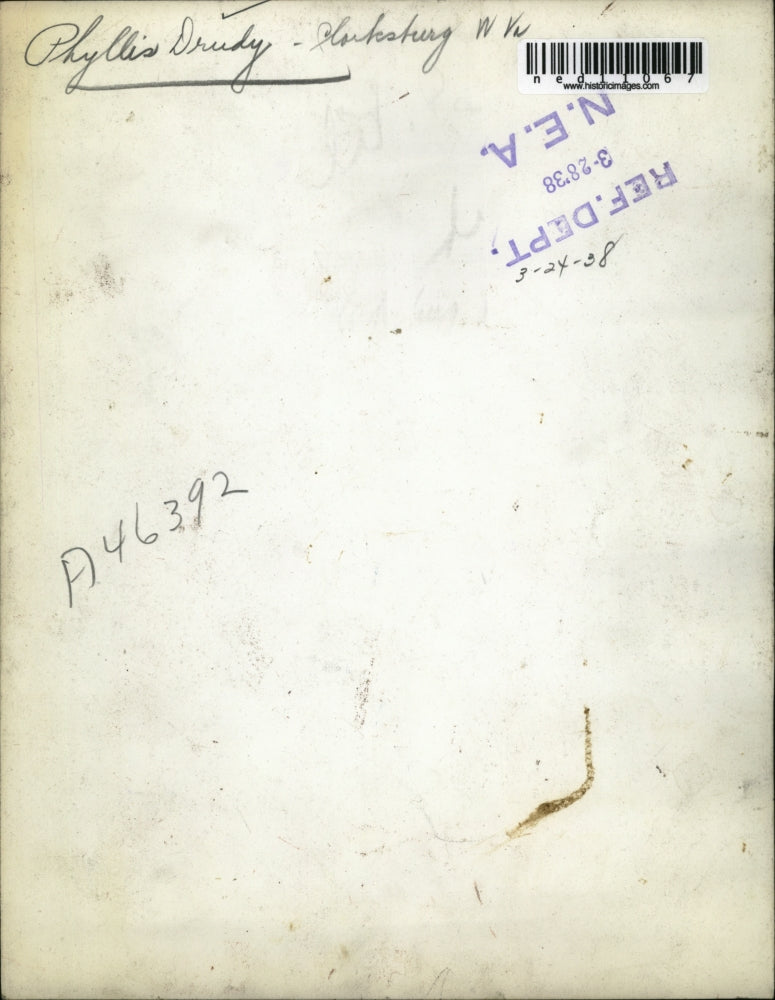 Phyllis Drudy - Clarksburg W Va
ned11067
www.historicimages.com
N.E.A.
3-28'38
REF. DEPT.
3-24-38
A46392